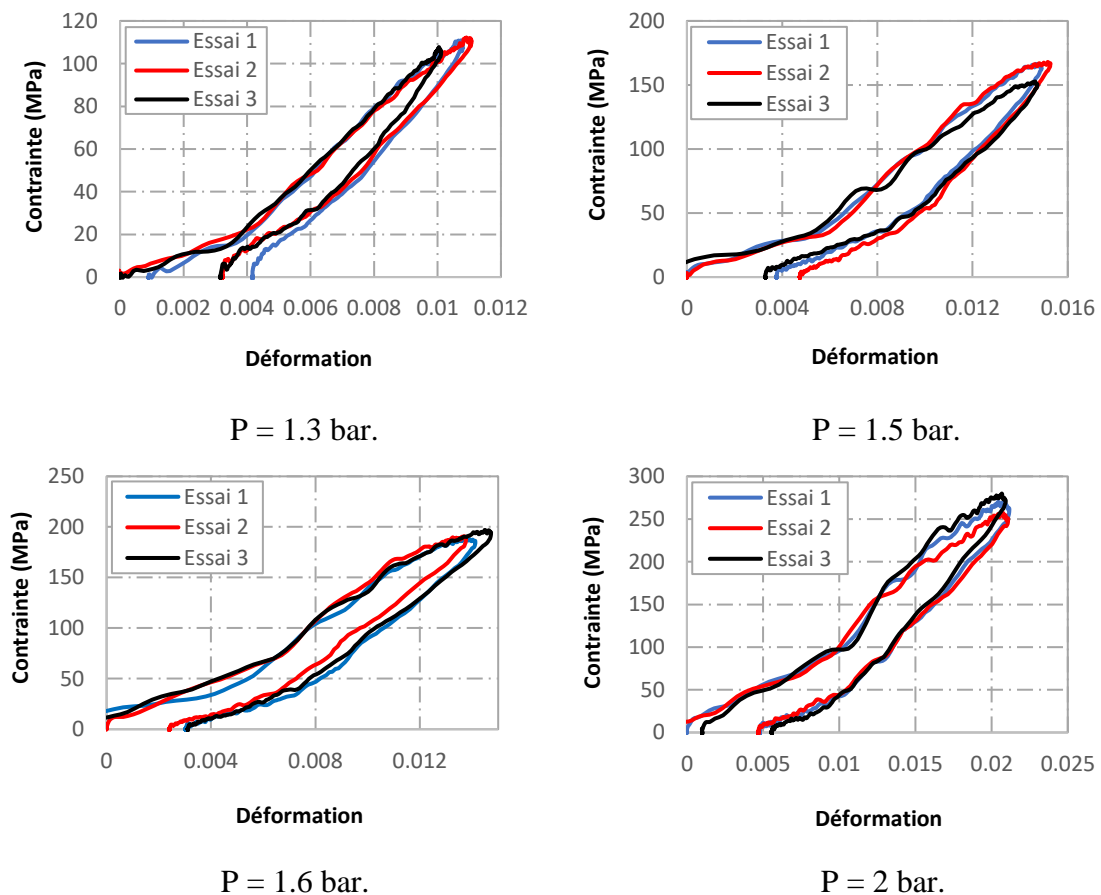 120
100
80
60
40
20
0
Contrainte (MPa)
Essai 1
Essai 2
Essai 3
0 0.002 0.004 0.006 0.008 0.01 0.012
Déformation
P = 1.3 bar.
200
150
100
50
0
Contrainte (MPa)
Essai 1
Essai 2
Essai 3
0 0.004 0.008 0.012 0.016
Déformation
P = 1.5 bar.
250
200
150
100
50
0
Contrainte (MPa)
Essai 1
Essai 2
Essai 3
0 0.004 0.008 0.012
Déformation
P = 1.6 bar.
300
250
200
150
100
50
0
Contrainte (MPa)
Essai 1
Essai 2
Essai 3
0 0.005 0.01 0.015 0.02 0.025
Déformation
P = 2 bar.